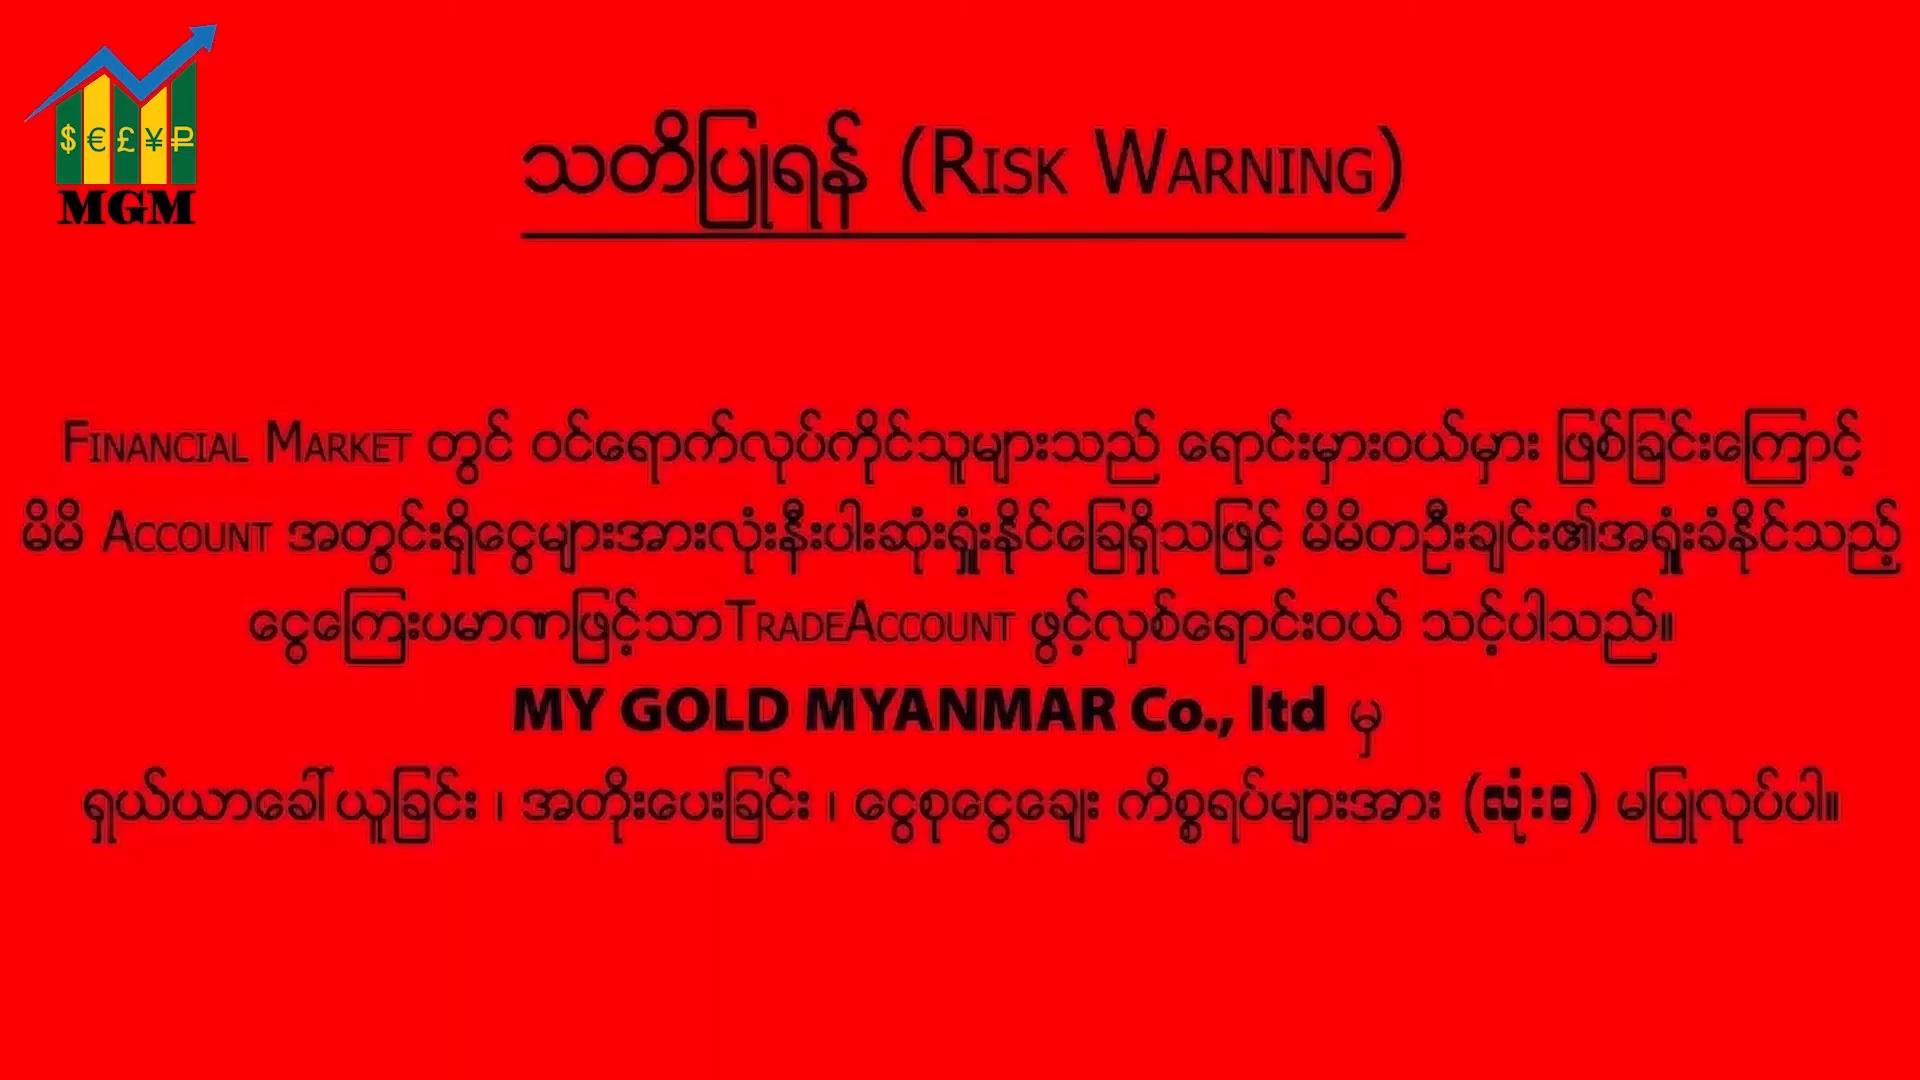 $€£¥₽
MGM
သတိပြုရန် (RISK WARNING)
FINANCIAL MARKET တွင် ဝင်ရောက်လုပ်ကိုင်သူများသည် ရောင်းမှားဝယ်မှား ဖြစ်ခြင်းကြောင့်
မိမိ ACCOUNT အတွင်းရှိငွေများအားလုံးနီးပါးဆုံးရှုံးနိုင်ခြေရှိသဖြင့် မိမိတဦးချင်း၏အရှုံးခံနိုင်သည့်
ငွေကြေးပမာဏဖြင့်သာTRADEACCOUNT ဖွင့်လှစ်ရောင်းဝယ် သင့်ပါသည်။
MY GOLD MYANMAR Co., ltd မှ
ရှယ်ယာခေါ်ယူခြင်း ၊ အတိုးပေးခြင်း ၊ ငွေစုငွေချေး ကိစ္စရပ်များအား (လုံးဝ) မပြုလုပ်ပါ။